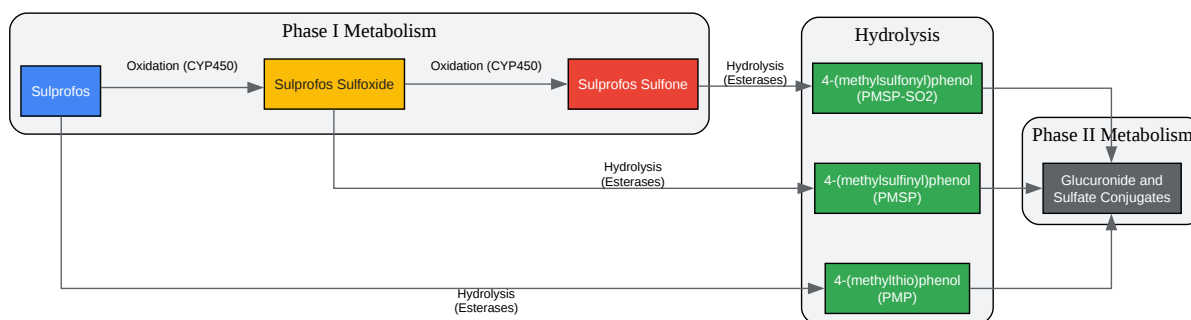 Phase I Metabolism
Hydrolysis
Sulprofos
Oxidation (CYP450)
Sulprofos Sulfoxide
Oxidation (CYP450)
Sulprofos Sulfone
Hydrolysis
(Esterases)
4-(methylsulfonyl)phenol
(PMSP-SO2)
Phase II Metabolism
Hydrolysis
(Esterases)
4-(methylsulfinyl)phenol
(PMSP)
Glucuronide and
Sulfate Conjugates
Hydrolysis
(Esterases)
4-(methylthio)phenol
(PMP)